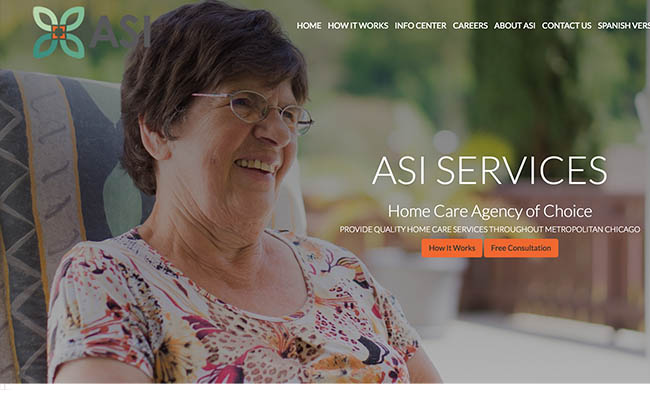 ASI
HOME HOW IT WORKS INFO CENTER CAREERS ABOUT ASI CONTACT US SPANISH VERS
ASI SERVICES
Home Care Agency of Choice
PROVIDE QUALITY HOME CARE SERVICES THROUGHOUT METROPOLITAN CHICAGO
How It Works Free Consultation